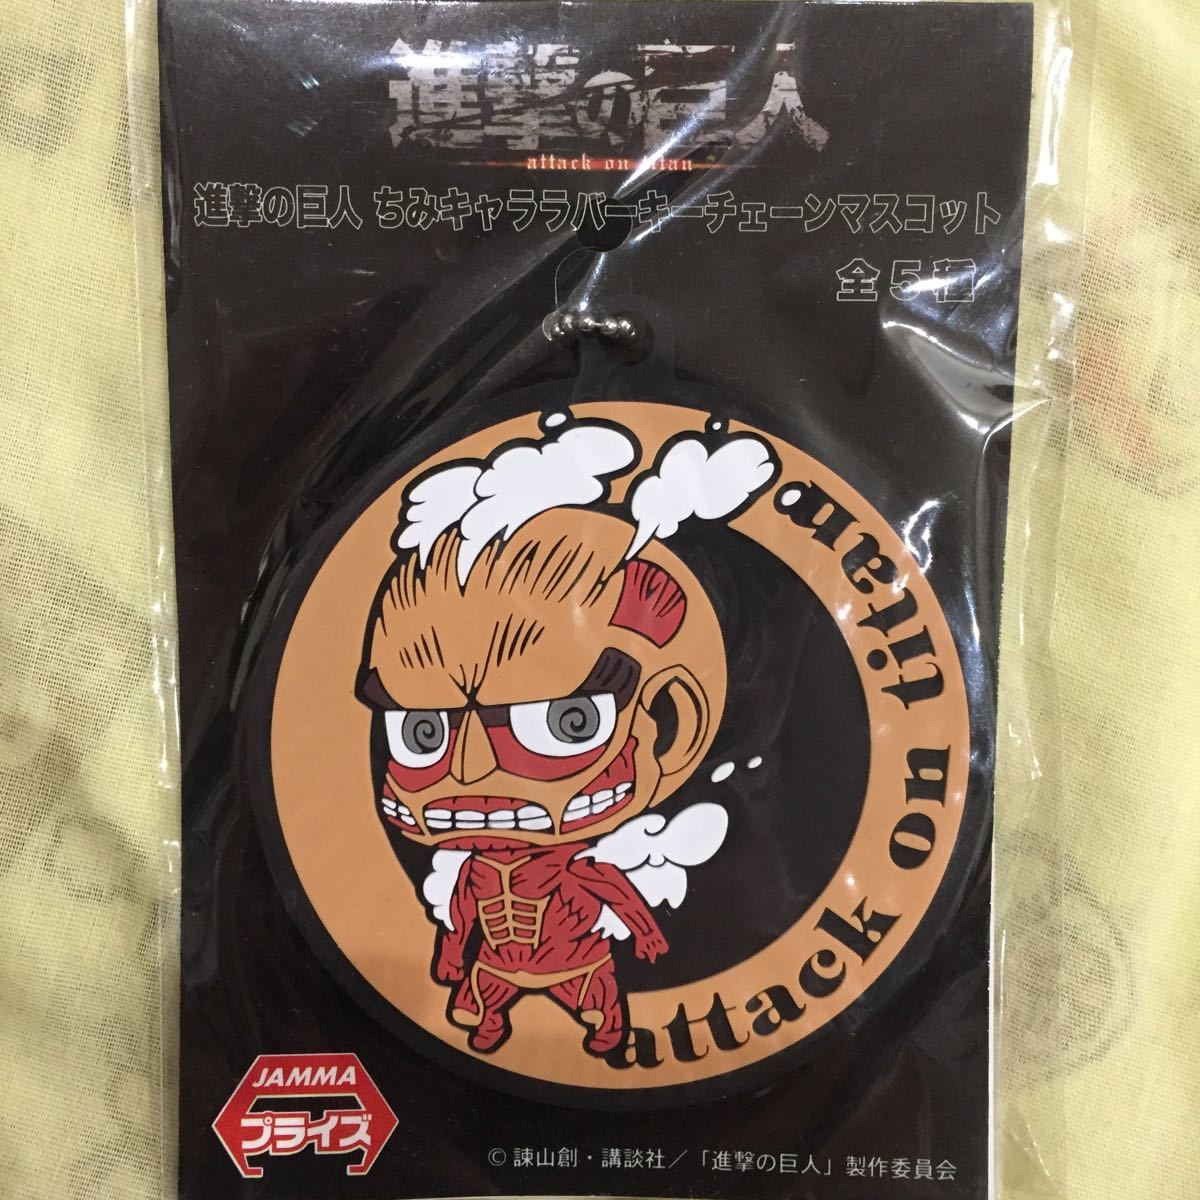 進撃の巨人
attack on titan
進撃の巨人 ちみキャララバーキーチェーンマスコット
全5種
attack on titan
JAMMA
プライズ
© 諫山創・講談社／「進撃の巨人」製作委員会